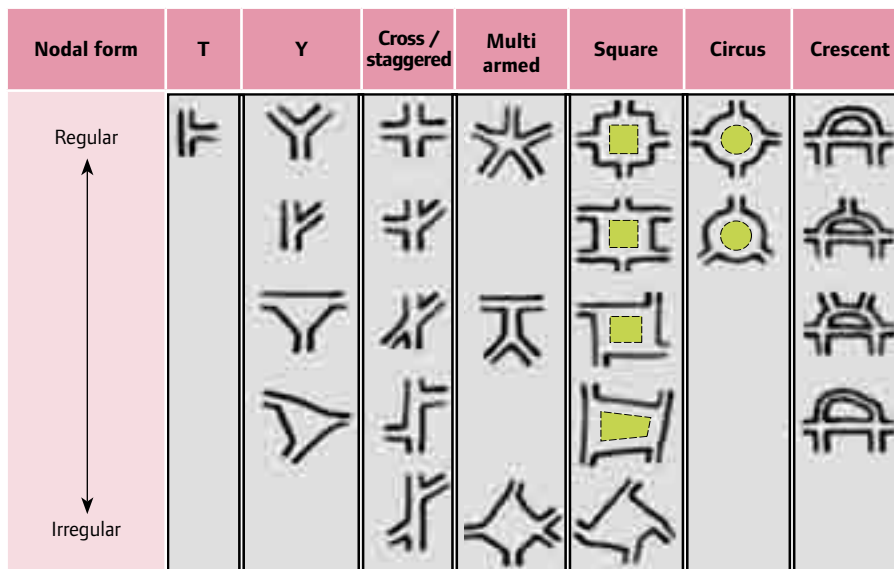 Nodal form
T
Y
Cross /
staggered
Multi
armed
Square
Circus
Crescent
Regular
Irregular